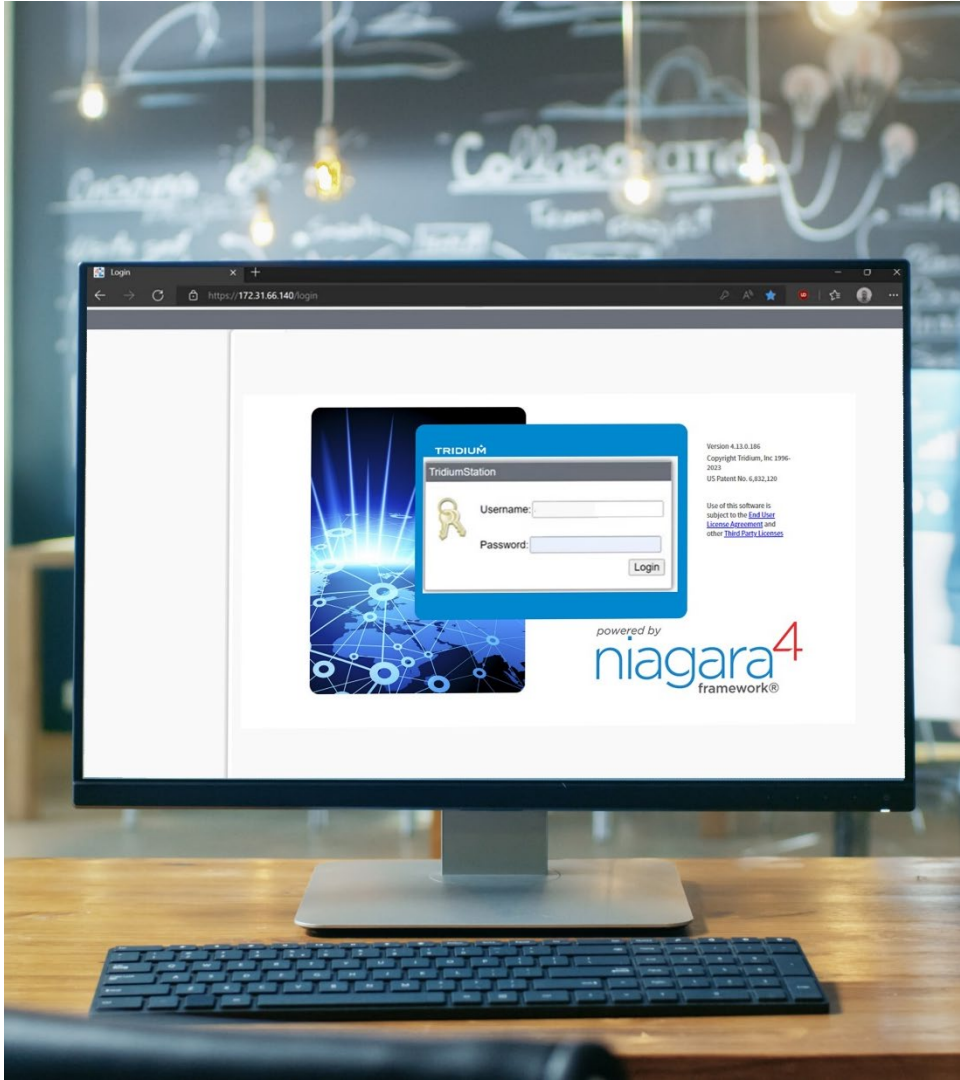 Collaboration
Team
Login
https://172.31.66.140/login
TRIDIUM
TridiumStation
Username:
Password:
Login
Version 4.13.0.186
Copyright Tridium, Inc 1996-
2023
US Patent No. 6,832,120
Use of this software is
subject to the End User
License Agreement and
other Third Party Licenses
powered by
niagara4
framework®